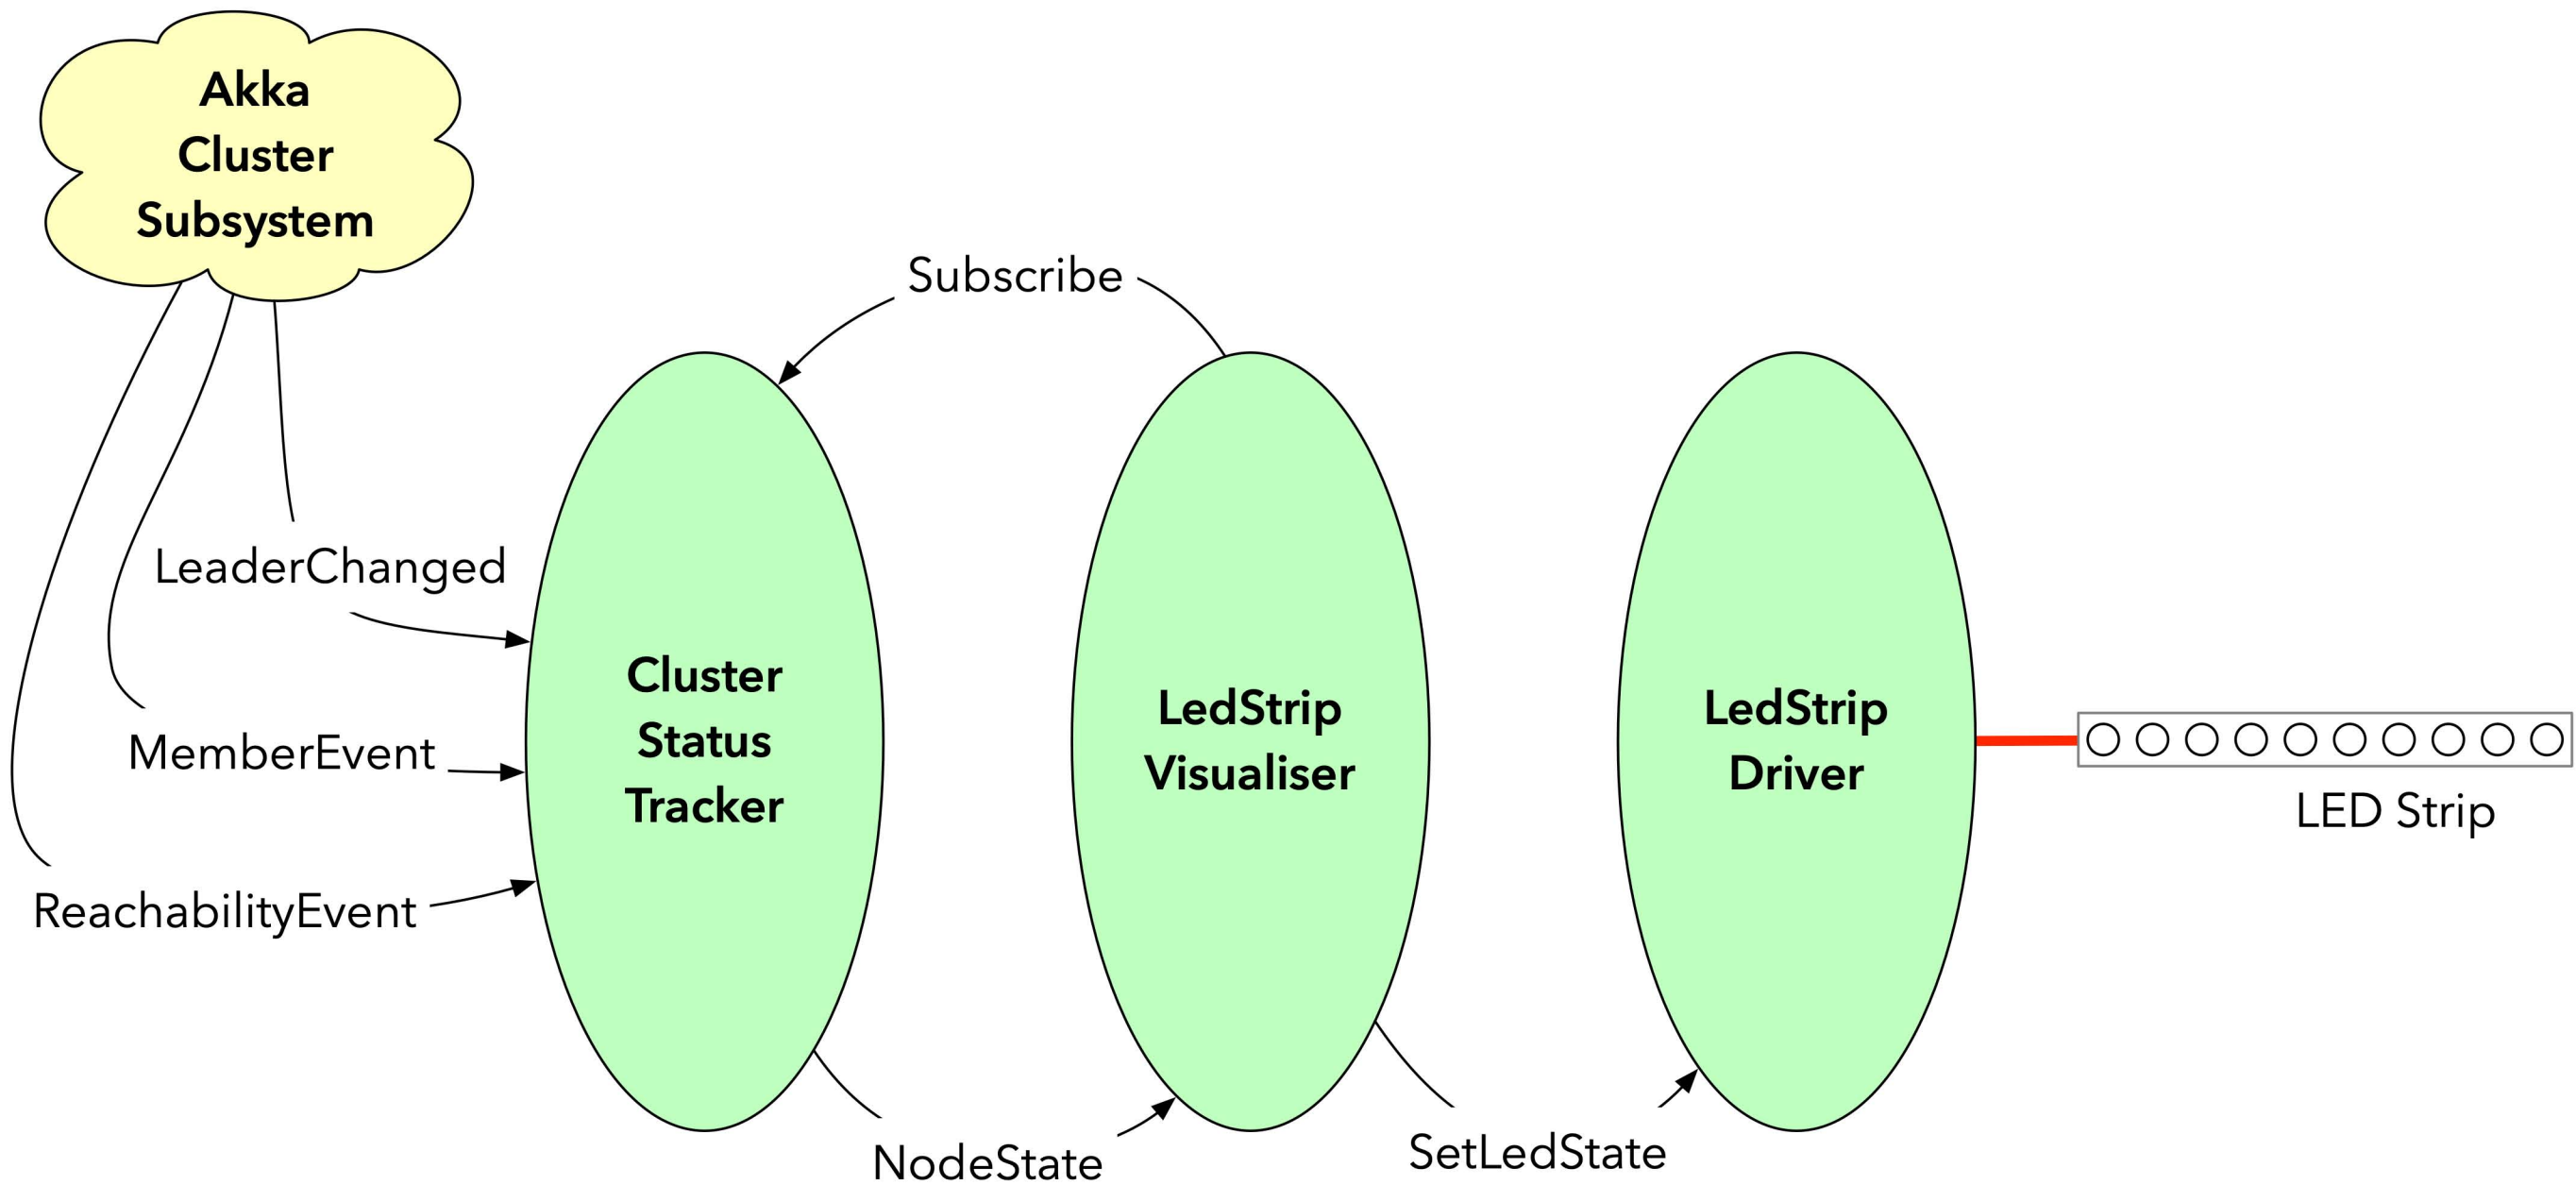 Akka
Cluster
Subsystem
Subscribe
LeaderChanged
MemberEvent
ReachabilityEvent
Cluster
Status
Tracker
LedStrip
Visualiser
LedStrip
Driver
LED Strip
NodeState
SetLedState